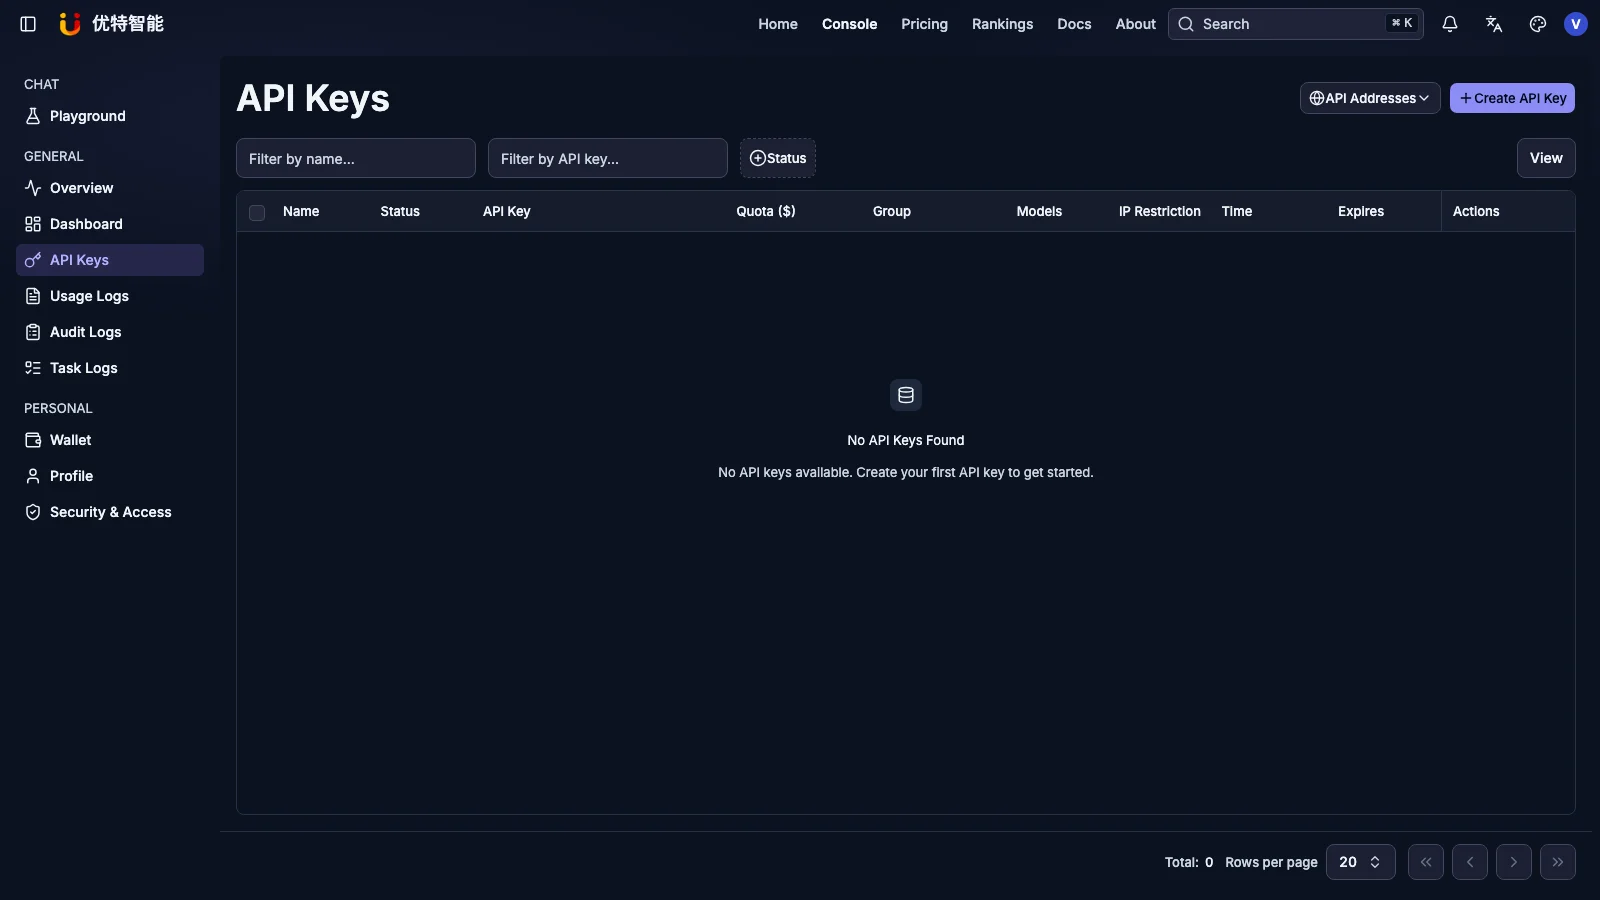 优特智能
Home Console Pricing Rankings Docs About Search ⌘ K V
CHAT
Playground
GENERAL
Overview
Dashboard
API Keys
Usage Logs
Audit Logs
Task Logs
PERSONAL
Wallet
Profile
Security & Access
API Keys
API Addresses
Create API Key
Filter by name...
Filter by API key...
Status
View
Name Status API Key Quota ($) Group Models IP Restriction Time Expires Actions
No API Keys Found
No API keys available. Create your first API key to get started.
Total: 0 Rows per page 20